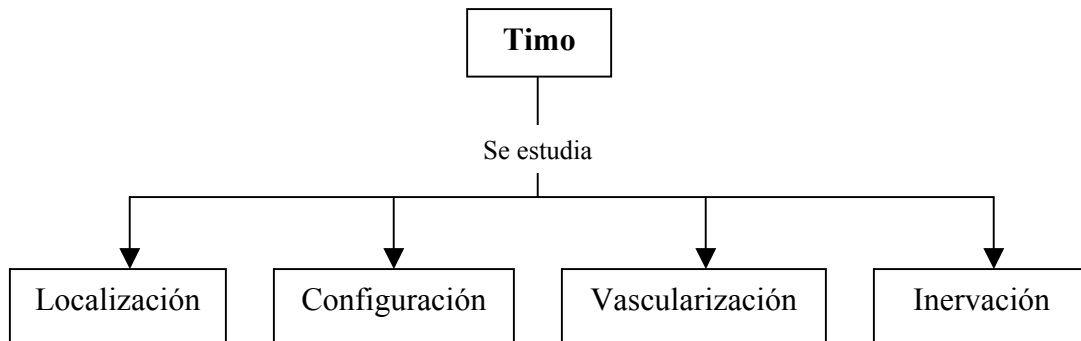 Timo
Se estudia
Localización
Configuración
Vascularización
Inervación